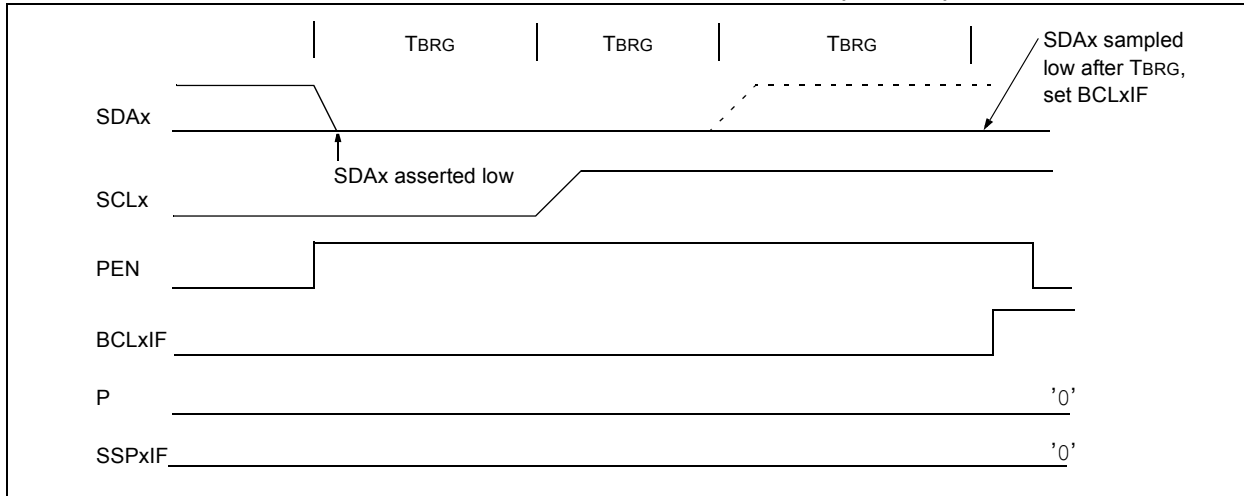 TBRG TBRG TBRG
SDAx sampled
low after TBRG,
set BCLxIF
SDAx
SDAx asserted low
SCLx
PEN
BCLxIF
P '0'
SSPxIF '0'